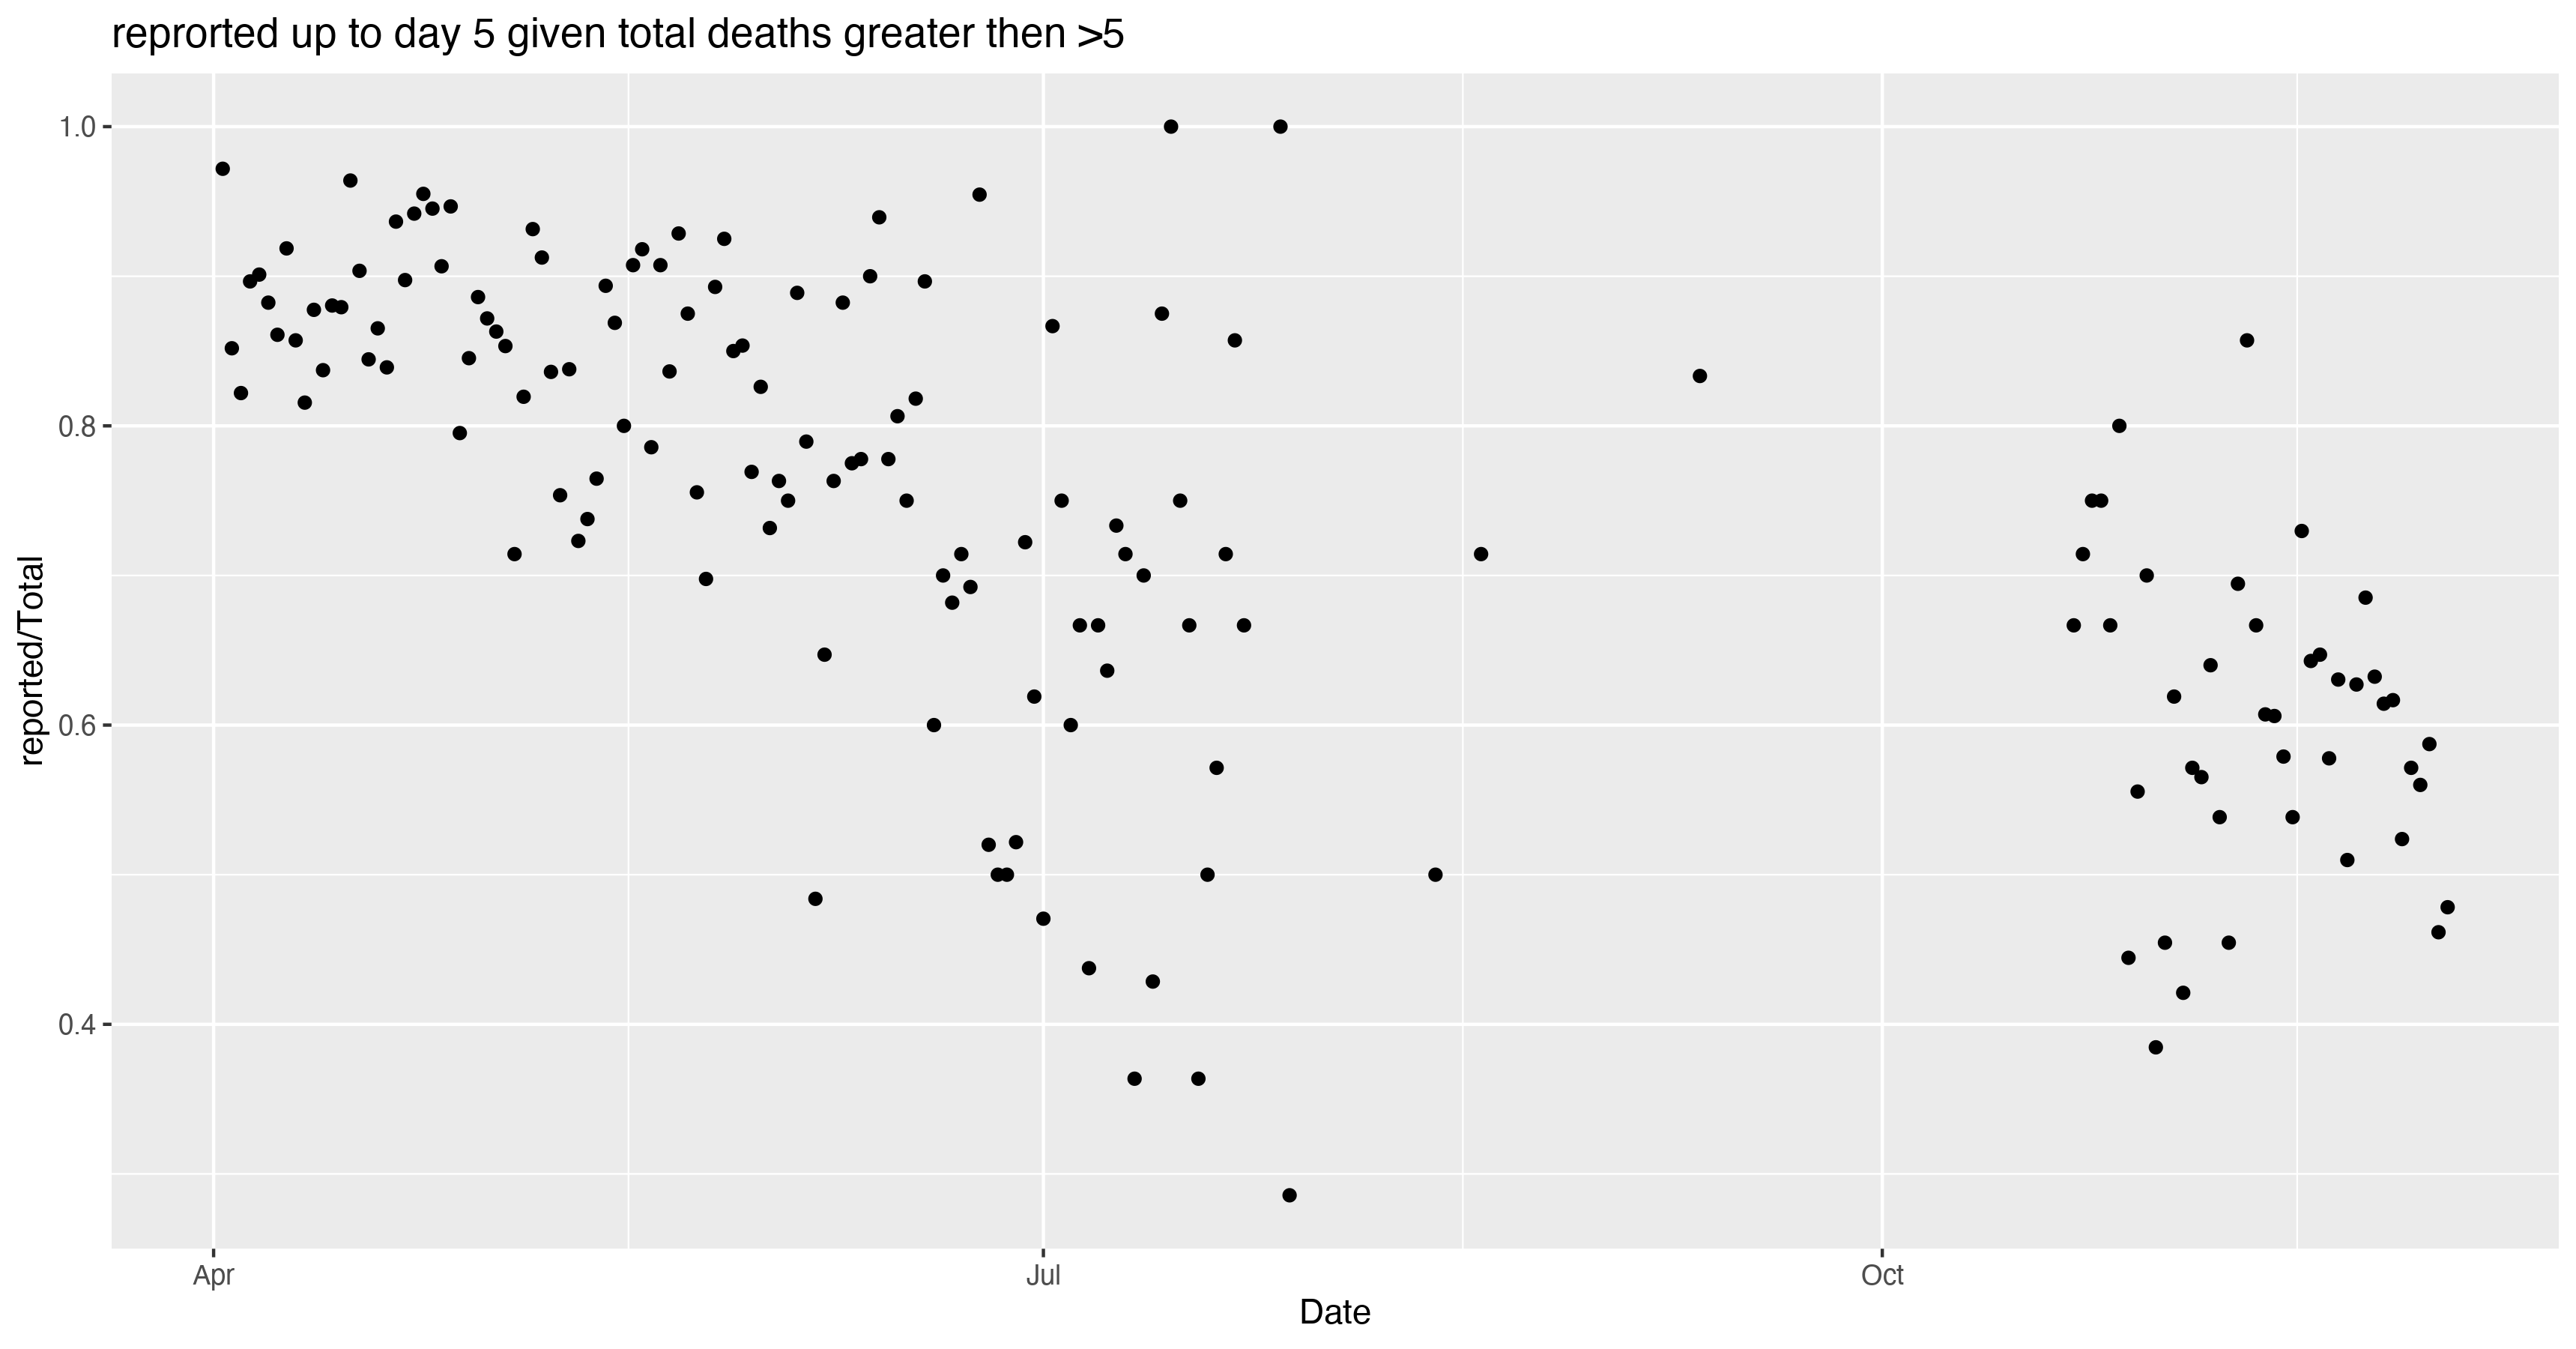 reprorted up to day 5 given total deaths greater then >5
1.0
0.8
0.6
0.4
reported/Total
Apr
Jul
Oct
Date